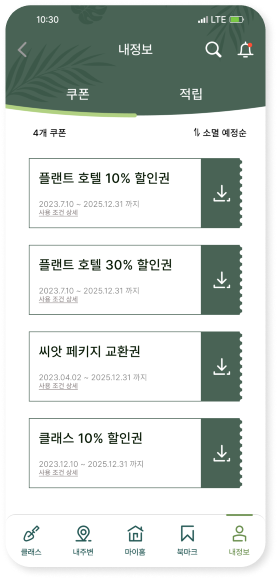 10:30
LTE
내정보
쿠폰
적립
4개 쿠폰
⇅ 소멸 예정순
플랜트 호텔 10% 할인권
2023.7.10 ~ 2025.12.31 까지
사용 조건 상세
플랜트 호텔 30% 할인권
2023.7.10 ~ 2025.12.31 까지
사용 조건 상세
씨앗 페키지 교환권
2023.04.02 ~ 2025.12.31 까지
사용 조건 상세
클래스 10% 할인권
2023.12.10 ~ 2025.12.31 까지
사용 조건 상세
클래스
내주변
마이홈
북마크
내정보